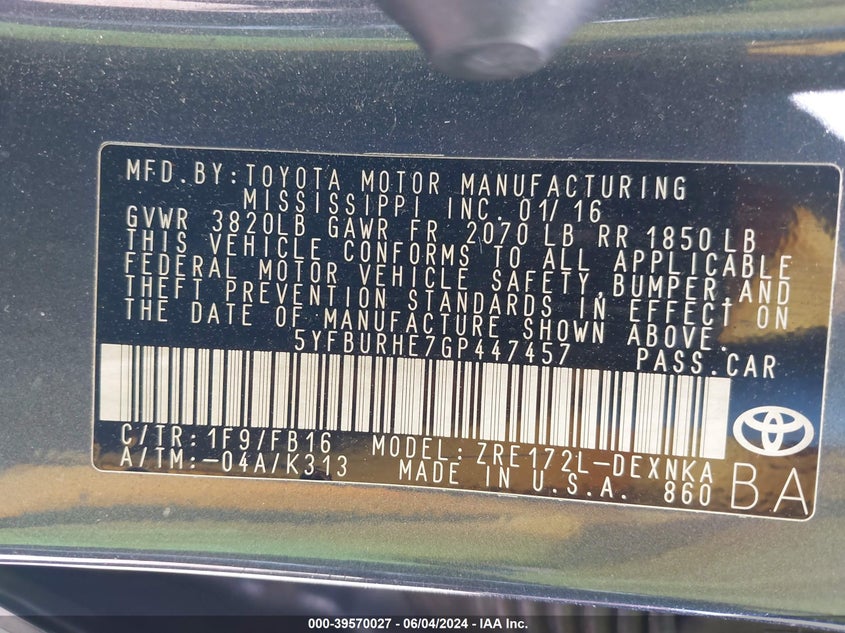 MFD. BY: TOYOTA MOTOR MANUFACTURING
MISSISSIPPI INC. 01/16
GVWR 3820LB GAWR FR 2070 LB RR 1850 LB
THIS VEHICLE CONFORMS TO ALL APPLICABLE
FEDERAL MOTOR VEHICLE SAFETY, BUMPER, AND
THEFT PREVENTION STANDARDS IN EFFECT ON
THE DATE OF MANUFACTURE SHOWN ABOVE.
5YFBURHE7GP447457 PASS. CAR
C/TR: 1F9/FB16 MODEL: ZRE172L-DEXNKA
A/TM: -04A/K313 MADE IN U.S.A. 860
BA
000-39570027 - 06/04/2024 - IAA Inc.